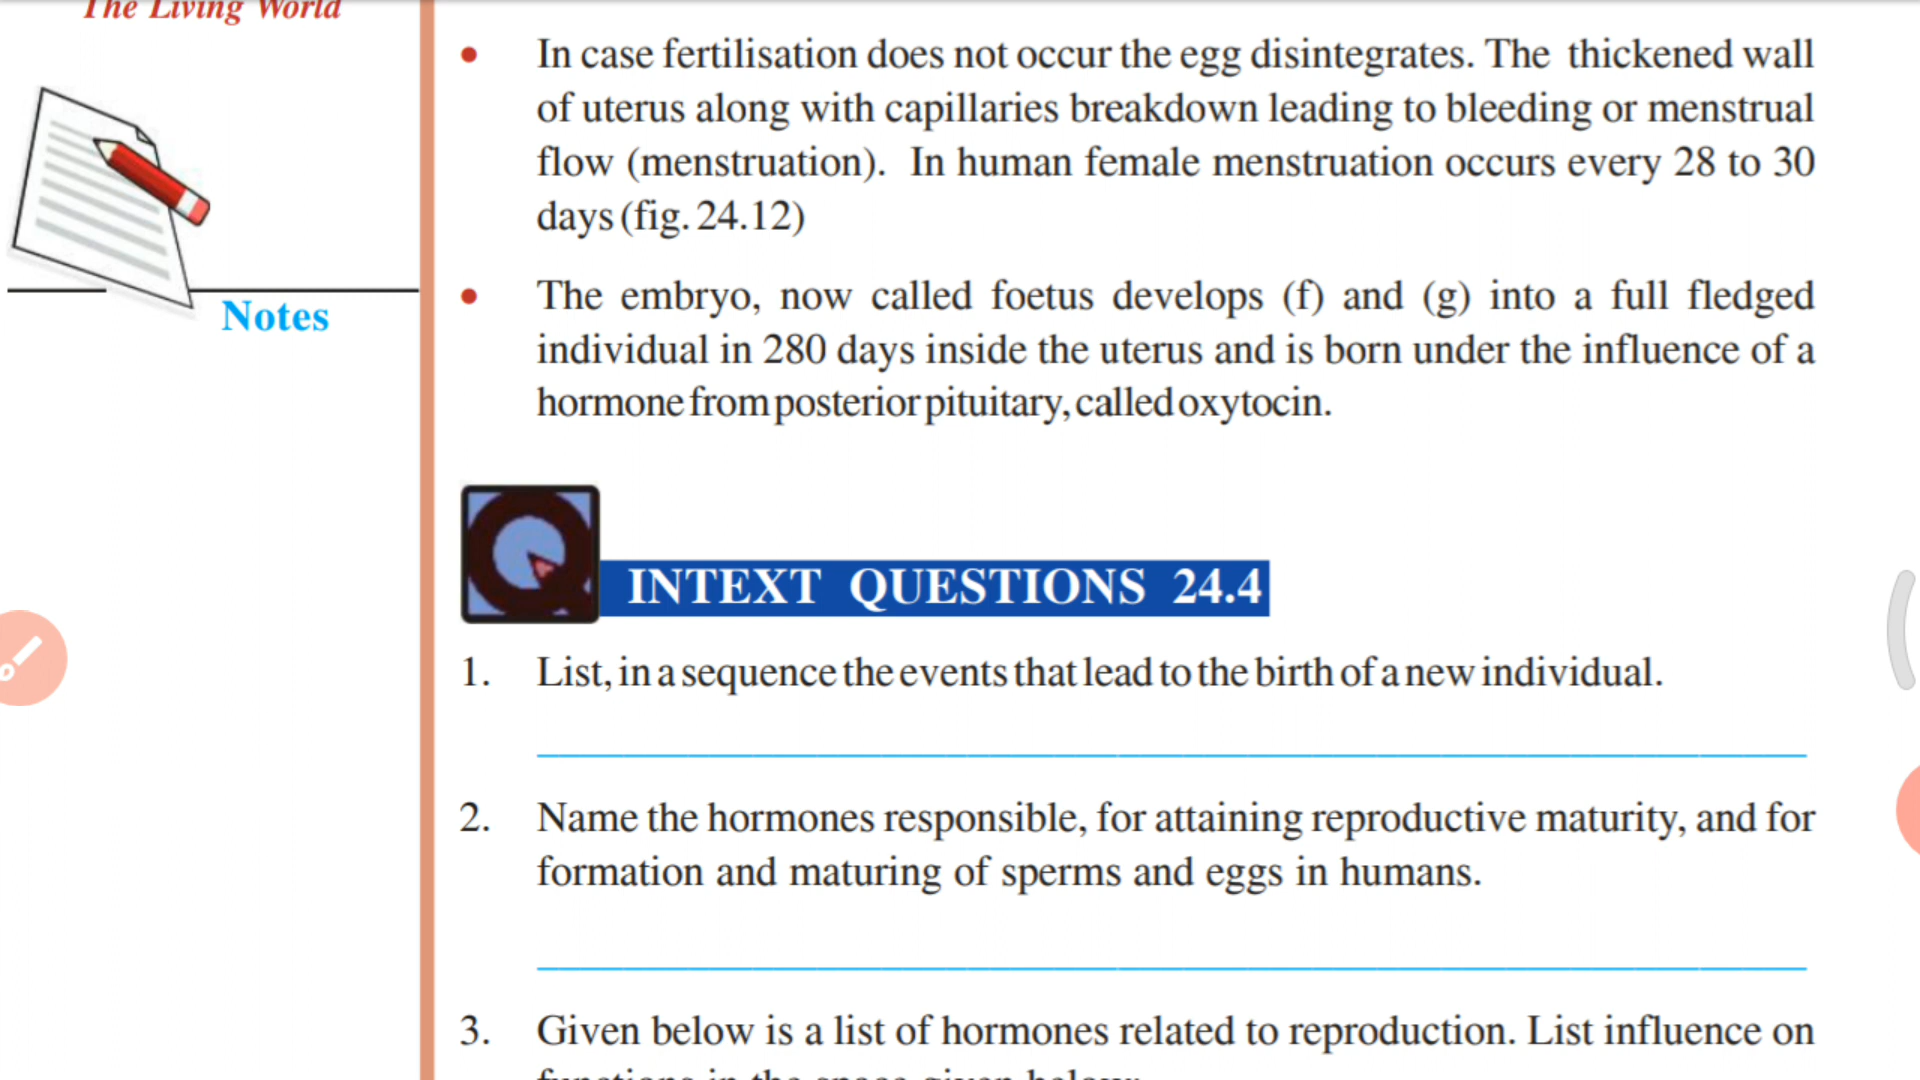 The Living World
• In case fertilisation does not occur the egg disintegrates. The thickened wall
of uterus along with capillaries breakdown leading to bleeding or menstrual
flow (menstruation). In human female menstruation occurs every 28 to 30
days (fig. 24.12)
Notes
• The embryo, now called foetus develops (f) and (g) into a full fledged
individual in 280 days inside the uterus and is born under the influence of a
hormone from posterior pituitary, called oxytocin.
INTEXT QUESTIONS 24.4
1. List, in a sequence the events that lead to the birth of a new individual.
2. Name the hormones responsible, for attaining reproductive maturity, and for
formation and maturing of sperms and eggs in humans.
3. Given below is a list of hormones related to reproduction. List influence on
functions in the space given below: